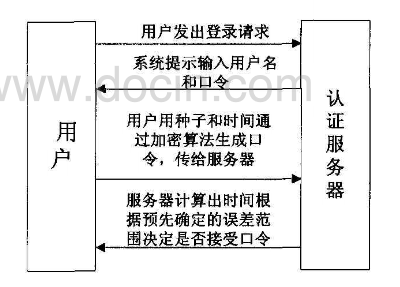 用户发出登录请求
系统提示输入用户名
和口令
www.docin.com
用户用种子和时间通
过加密算法生成口
令，传给服务器
服务器计算出时间根
据预先确定的误差范
围决定是否接受口令
用户
认证服务器